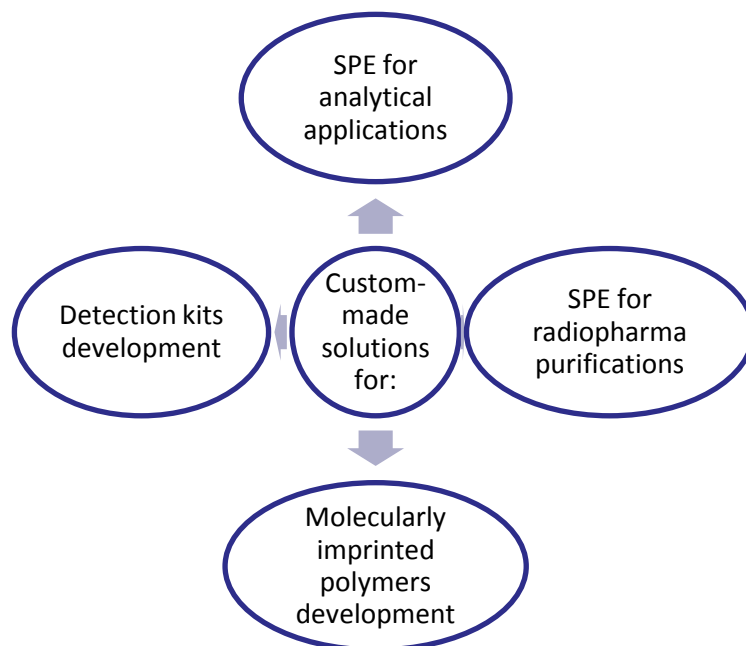 SPE for
analytical
applications
Detection kits
development
Custom-
made
solutions
for:
SPE for
radiopharma
purifications
Molecularly
imprinted
polymers
development